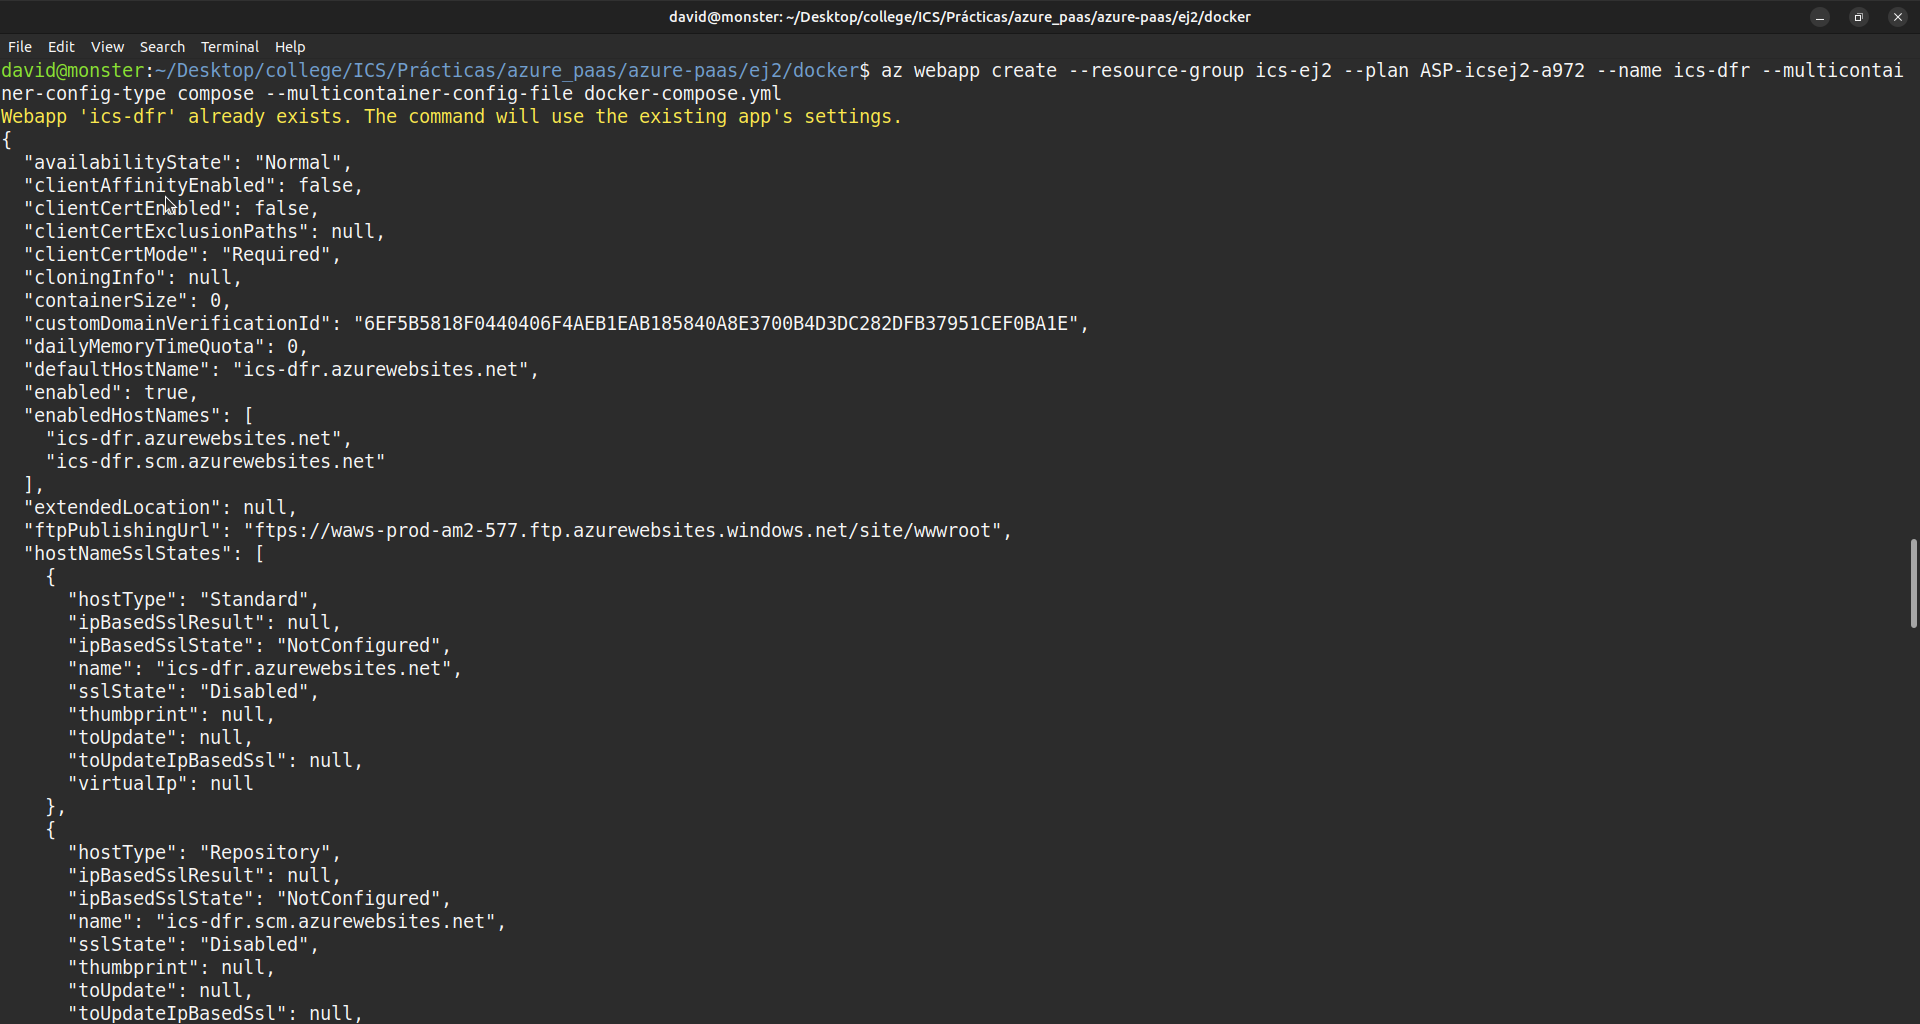 david@monster: ~/Desktop/college/ICS/Prácticas/azure_paas/azure-paas/ej2/docker
File Edit View Search Terminal Help
david@monster:~/Desktop/college/ICS/Prácticas/azure_paas/azure-paas/ej2/docker$ az webapp create --resource-group ics-ej2 --plan ASP-icsej2-a972 --name ics-dfr --multicontai
ner-config-type compose --multicontainer-config-file docker-compose.yml
Webapp 'ics-dfr' already exists. The command will use the existing app's settings.
{
  "availabilityState": "Normal",
  "clientAffinityEnabled": false,
  "clientCertEnabled": false,
  "clientCertExclusionPaths": null,
  "clientCertMode": "Required",
  "cloningInfo": null,
  "containerSize": 0,
  "customDomainVerificationId": "6EF5B5818F0440406F4AEB1EAB185840A8E3700B4D3DC282DFB37951CEF0BA1E",
  "dailyMemoryTimeQuota": 0,
  "defaultHostName": "ics-dfr.azurewebsites.net",
  "enabled": true,
  "enabledHostNames": [
    "ics-dfr.azurewebsites.net",
    "ics-dfr.scm.azurewebsites.net"
  ],
  "extendedLocation": null,
  "ftpPublishingUrl": "ftps://waws-prod-am2-577.ftp.azurewebsites.windows.net/site/wwwroot",
  "hostNameSslStates": [
    {
      "hostType": "Standard",
      "ipBasedSslResult": null,
      "ipBasedSslState": "NotConfigured",
      "name": "ics-dfr.azurewebsites.net",
      "sslState": "Disabled",
      "thumbprint": null,
      "toUpdate": null,
      "toUpdateIpBasedSsl": null,
      "virtualIp": null
    },
    {
      "hostType": "Repository",
      "ipBasedSslResult": null,
      "ipBasedSslState": "NotConfigured",
      "name": "ics-dfr.scm.azurewebsites.net",
      "sslState": "Disabled",
      "thumbprint": null,
      "toUpdate": null,
      "toUpdateIpBasedSsl": null,